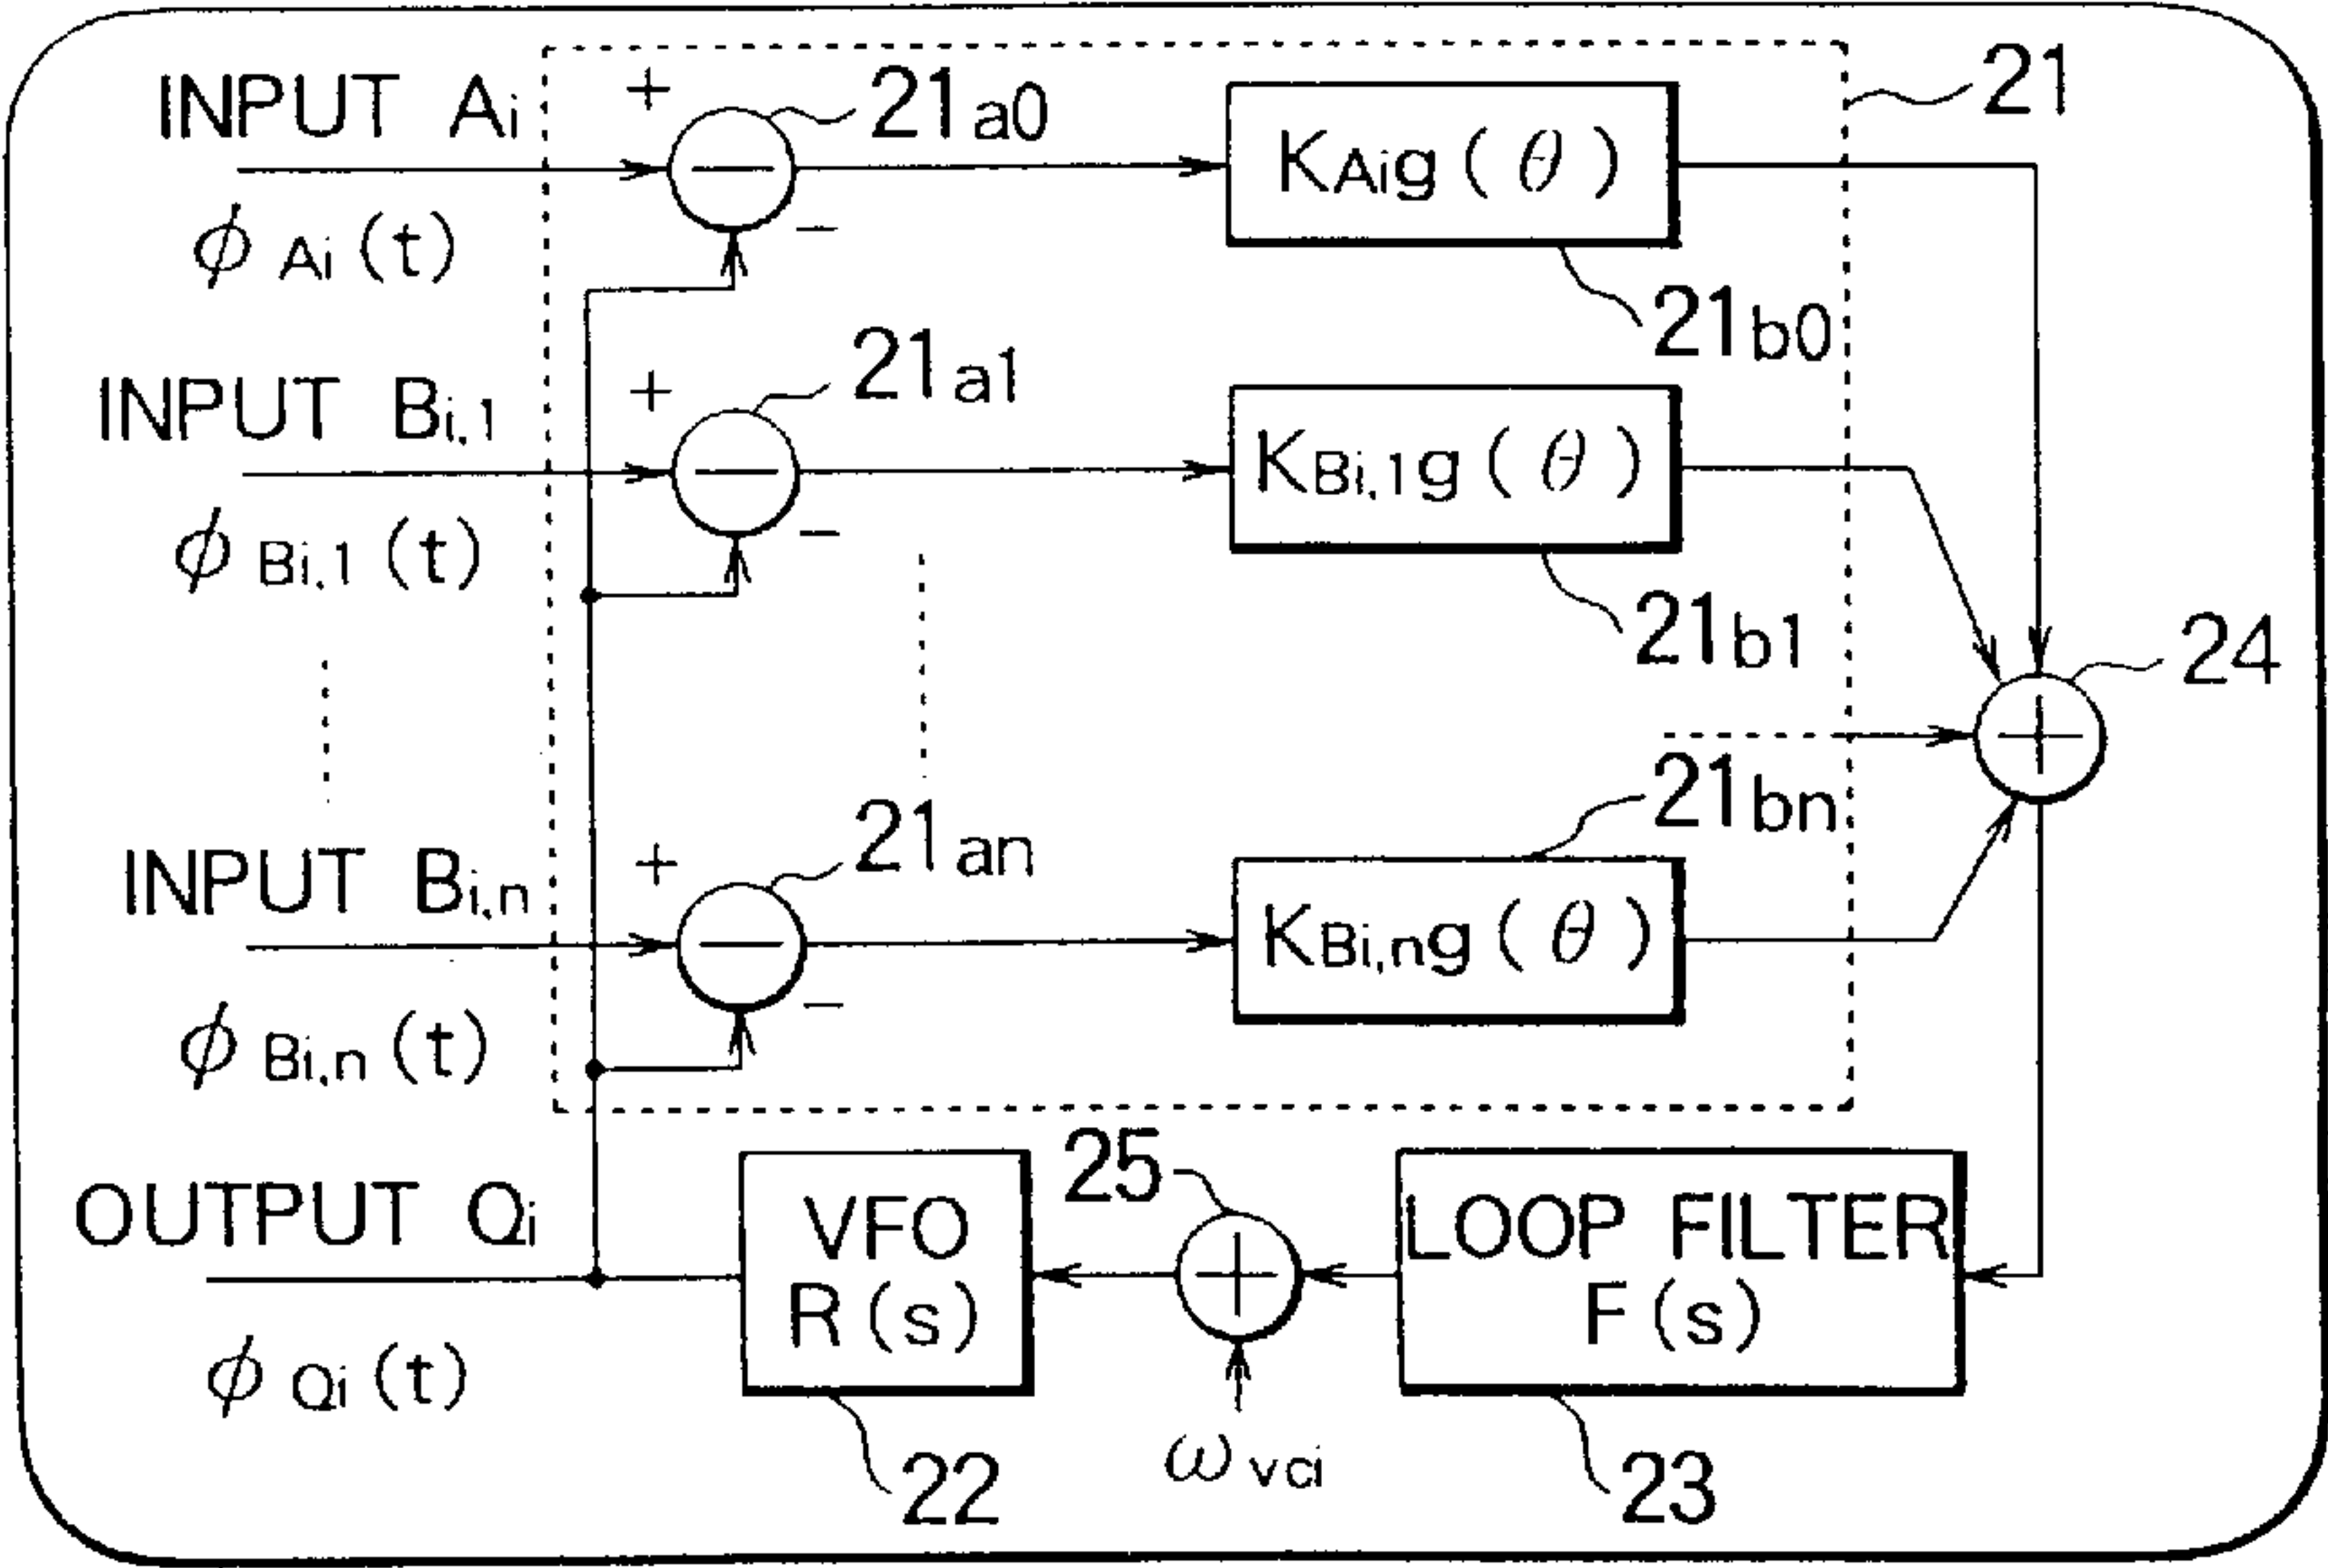 INPUT Ai
+
21a0
KAig(θ)
21
ϕAi(t)
−
21b0
INPUT Bi,1
+
21a1
KBi,1g(θ)
ϕBi,1(t)
−
21b1
24
21bn
INPUT Bi,n
+
21an
KBi,ng(θ)
ϕBi,n(t)
−
OUTPUT Qi
VFO
R(s)
25
LOOP FILTER
F(s)
ϕQi(t)
22
ωvci
23